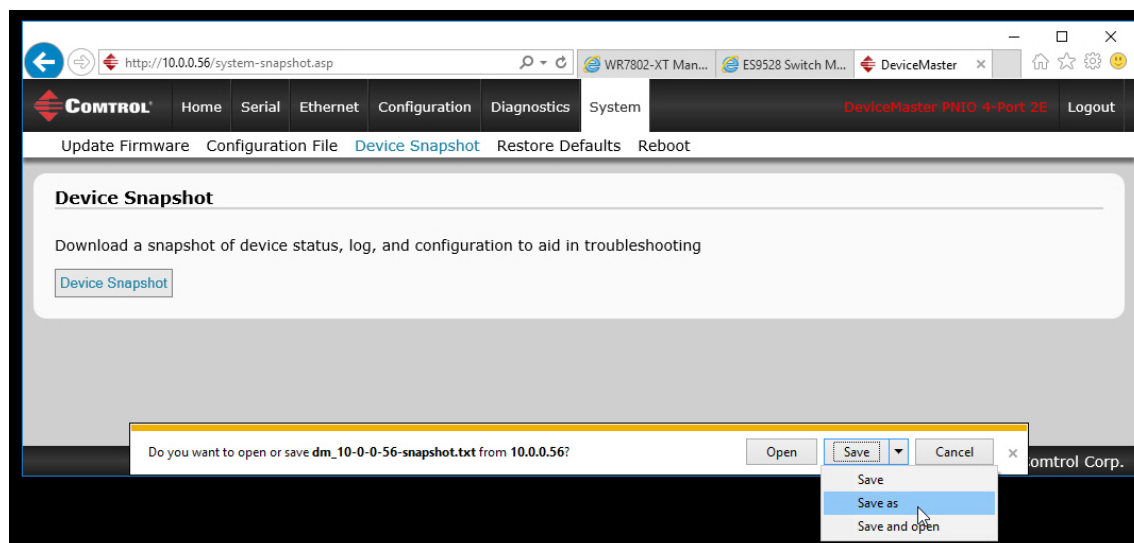 http://10.0.0.56/system-snapshot.asp WR7802-XT Man... ES9528 Switch M... DeviceMaster
COMTROL Home Serial Ethernet Configuration Diagnostics System DeviceMaster PNIO 4-Port 2E Logout
Update Firmware Configuration File Device Snapshot Restore Defaults Reboot
Device Snapshot
Download a snapshot of device status, log, and configuration to aid in troubleshooting
Device Snapshot
Do you want to open or save dm_10-0-0-56-snapshot.txt from 10.0.0.56? Open Save Cancel
omtrol Corp.
Save
Save as
Save and open